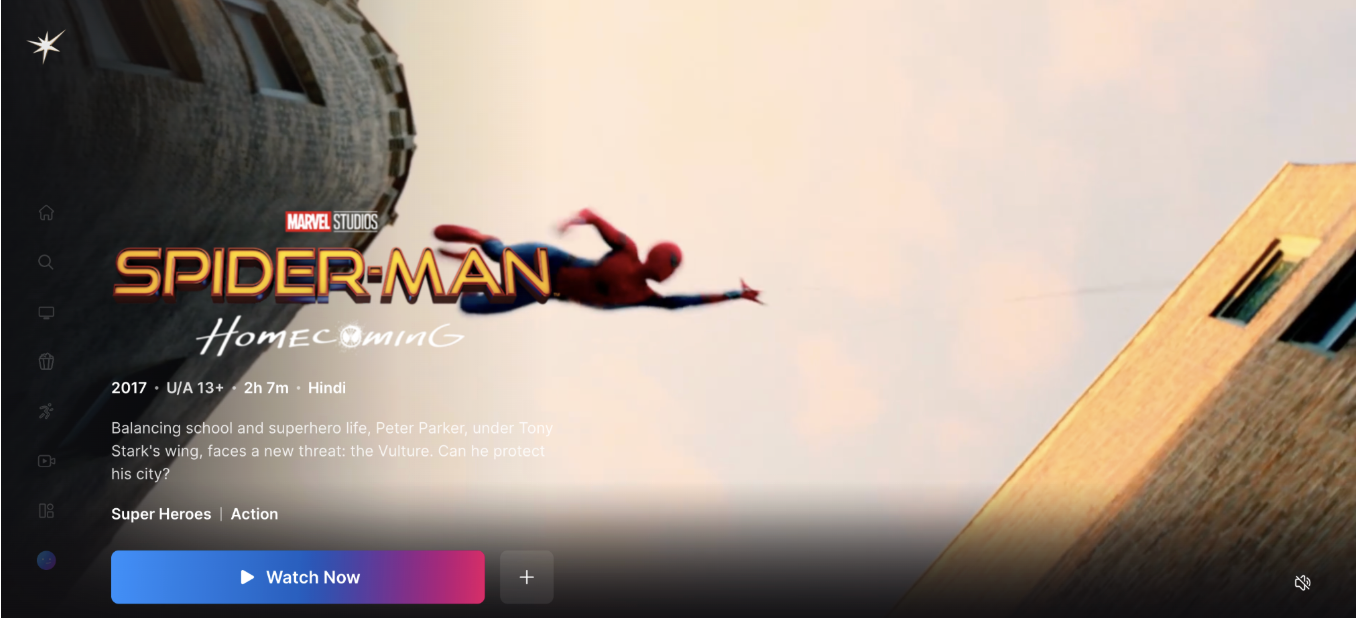 MARVEL STUDIOS
SPIDER-MAN
HOMECOMING
2017 • U/A 13+ • 2h 7m • Hindi
Balancing school and superhero life, Peter Parker, under Tony
Stark's wing, faces a new threat: the Vulture. Can he protect
his city?
Super Heroes | Action
Watch Now